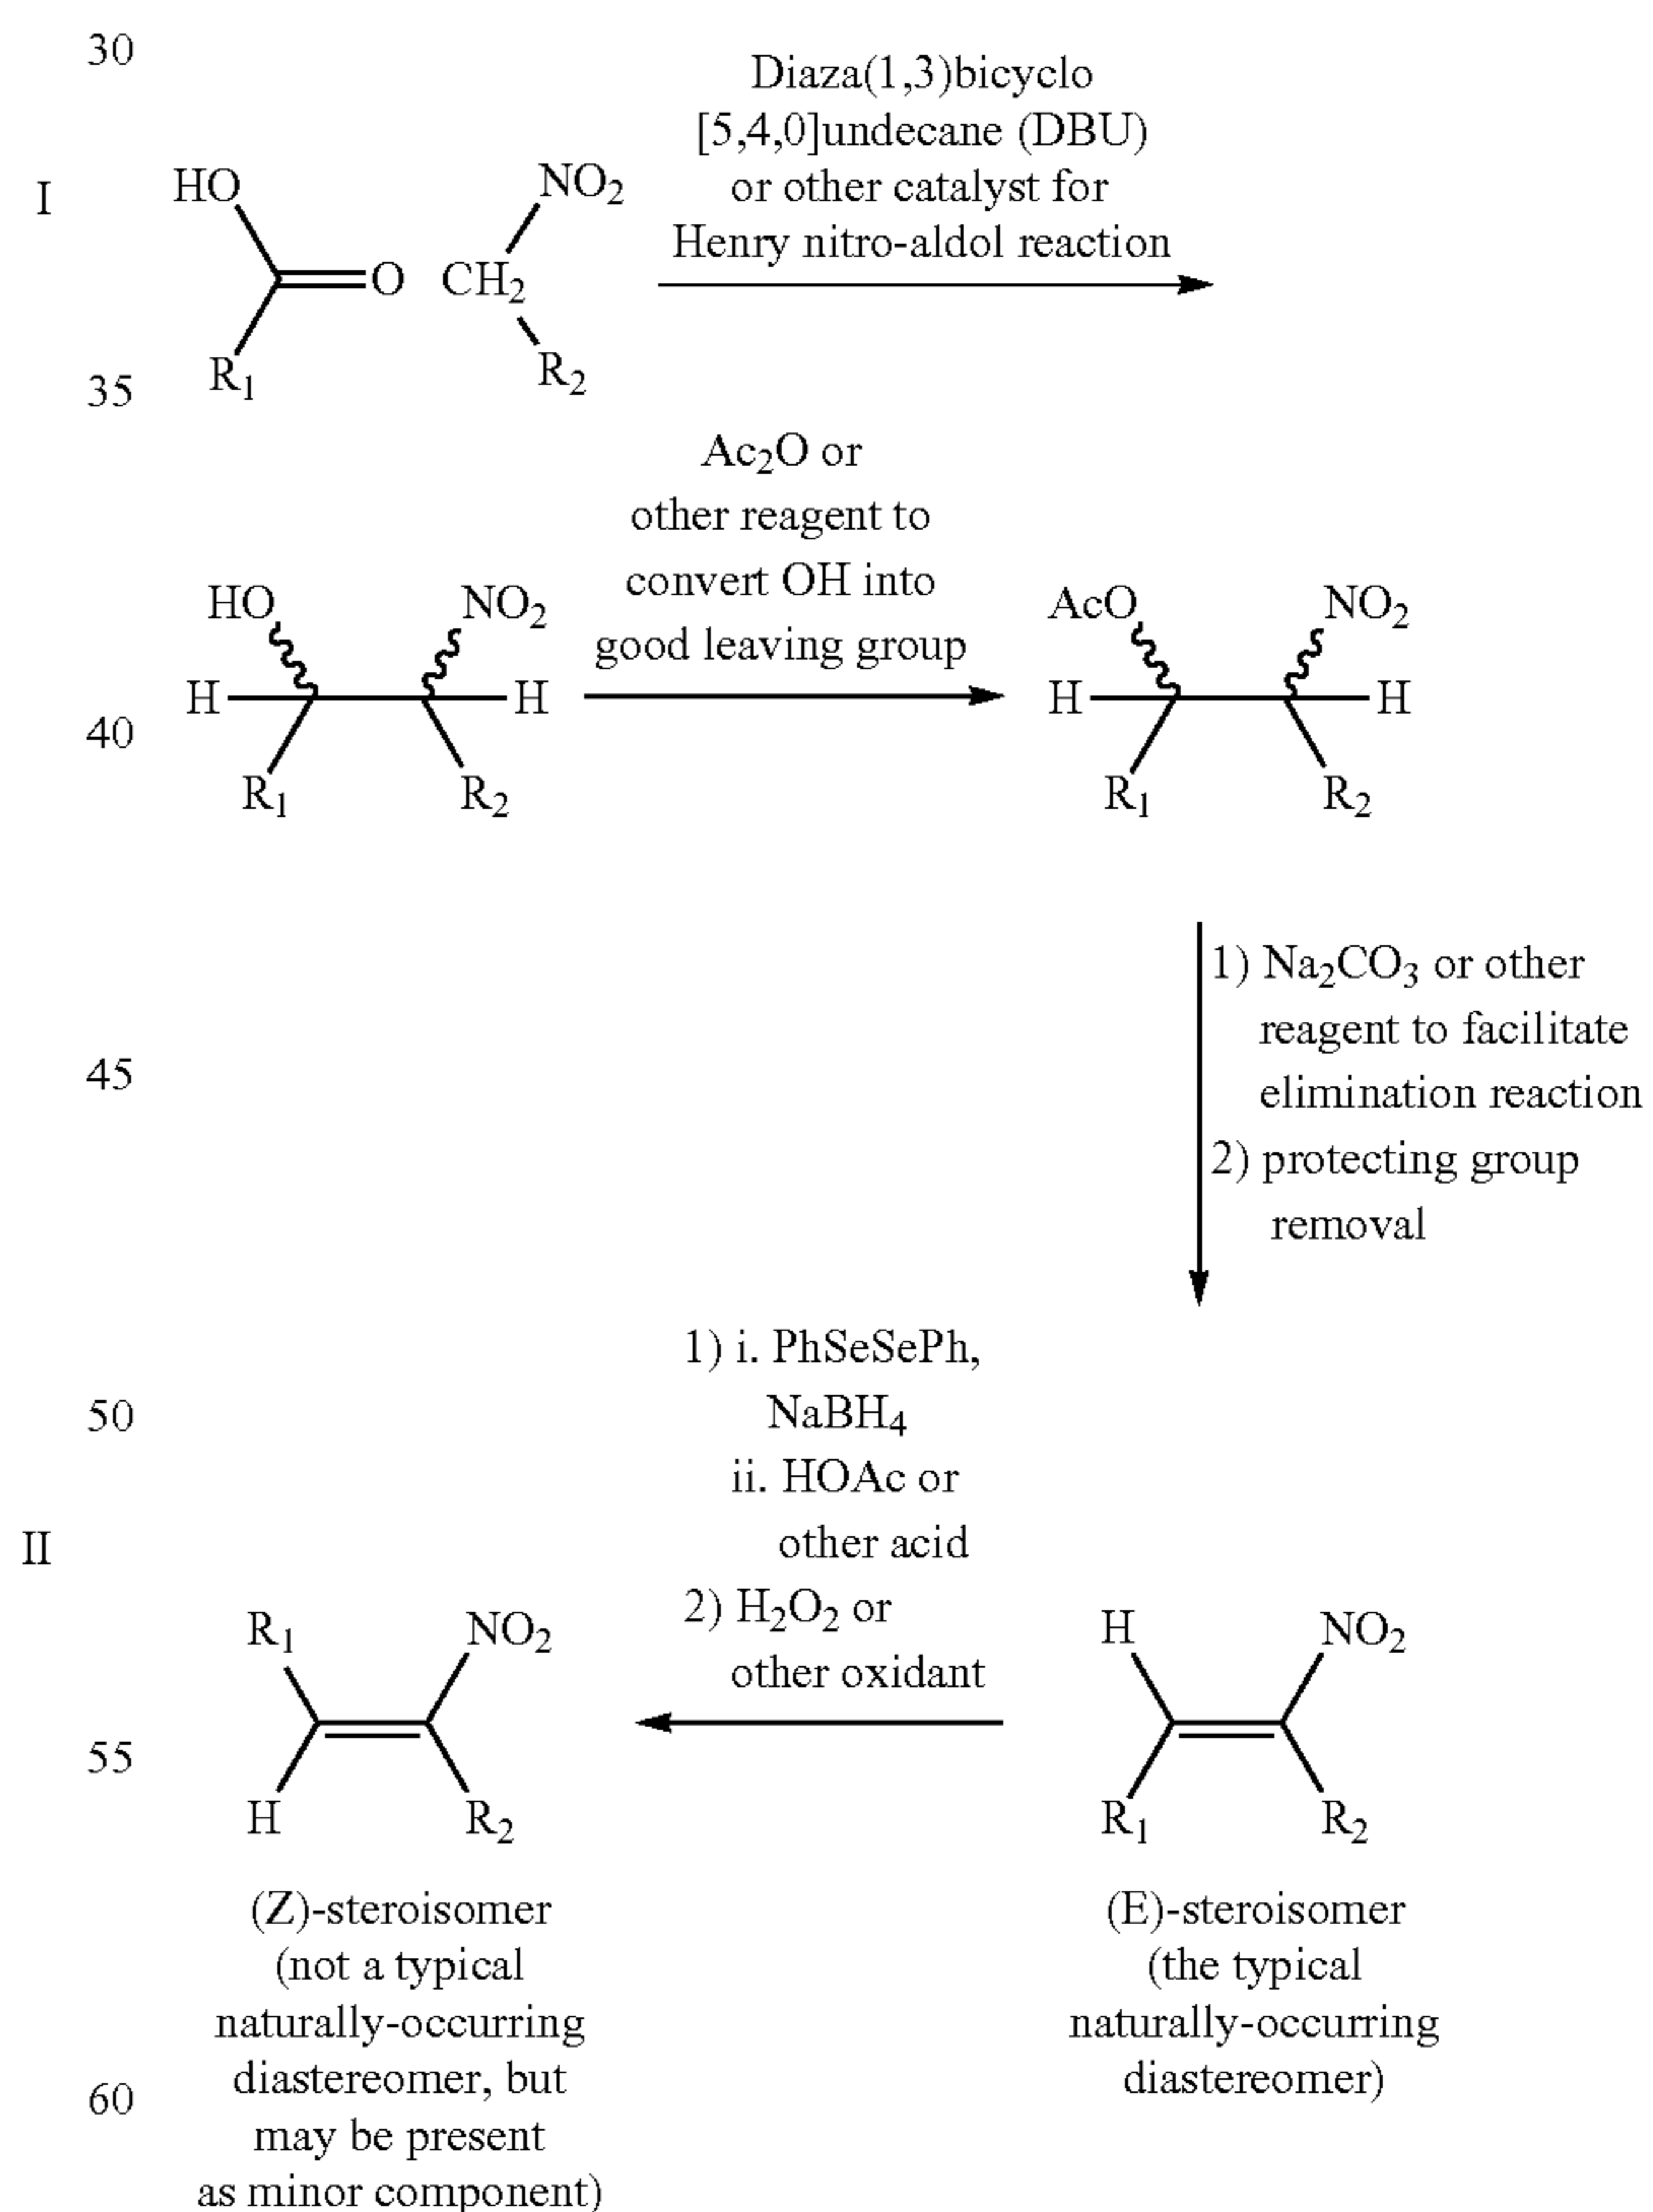 30
Diaza(1,3)bicyclo
[5,4,0]undecane (DBU)
or other catalyst for
Henry nitro-aldol reaction
I
HO
NO2
O
CH2
R1
R2
35
Ac2O or
other reagent to
convert OH into
good leaving group
HO
NO2
AcO
NO2
H
H
H
H
40
R1
R2
R1
R2
1) Na2CO3 or other
reagent to facilitate
elimination reaction
2) protecting group
removal
45
1) i. PhSeSePh,
NaBH4
ii. HOAc or
other acid
2) H2O2 or
other oxidant
50
II
R1
NO2
H
NO2
55
H
R2
R1
R2
(Z)-steroisomer
(not a typical
naturally-occurring
diastereomer, but
may be present
as minor component)
(E)-steroisomer
(the typical
naturally-occurring
diastereomer)
60